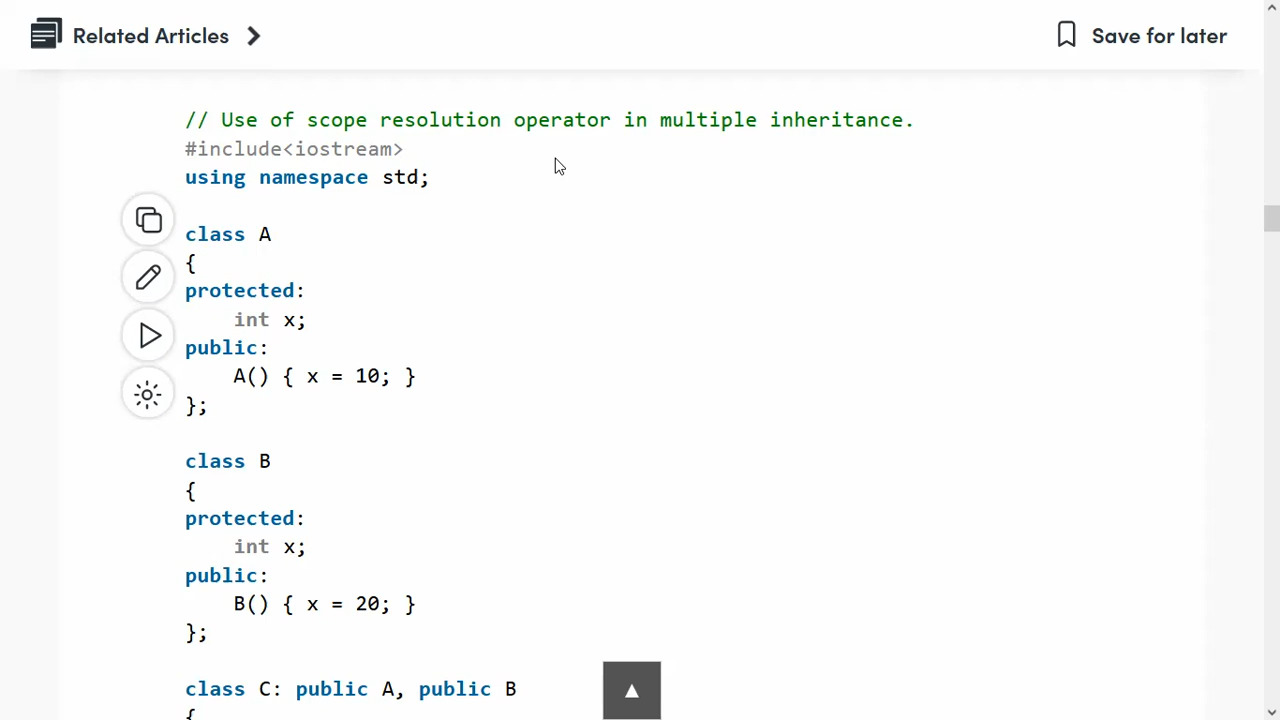 Related Articles
Save for later
// Use of scope resolution operator in multiple inheritance.
#include<iostream>
using namespace std;
class A
{
protected:
    int x;
public:
    A() { x = 10; }
};
class B
{
protected:
    int x;
public:
    B() { x = 20; }
};
class C: public A, public B
{